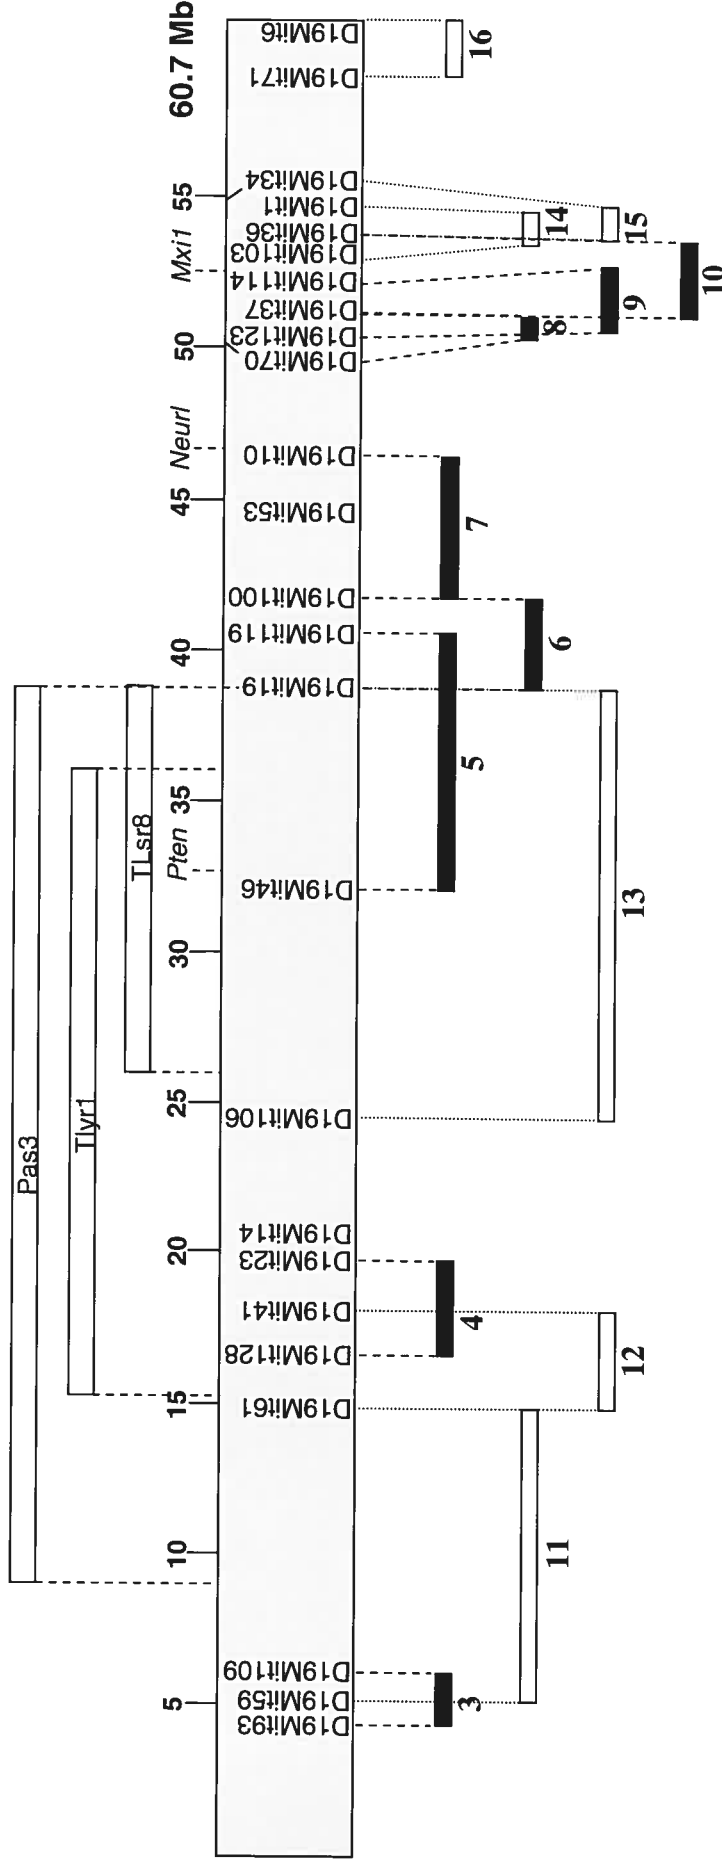 Pas3
Tlyr1
TLsr8
Pten
Neurl
Mxi1
5
10
15
20
25
30
35
40
45
50
55
60.7 Mb
D19Mit93
D19Mit59
D19Mit109
D19Mit61
D19Mit128
D19Mit41
D19Mit23
D19Mit14
D19Mit106
D19Mit46
D19Mit19
D19Mit119
D19Mit100
D19Mit53
D19Mit10
D19Mit70
D19Mit123
D19Mit37
D19Mit114
D19Mit103
D19Mit36
D19Mit1
D19Mit34
D19Mit71
D19Mit6
3
4
5
7
16
11
6
8
14
12
13
9
15
10